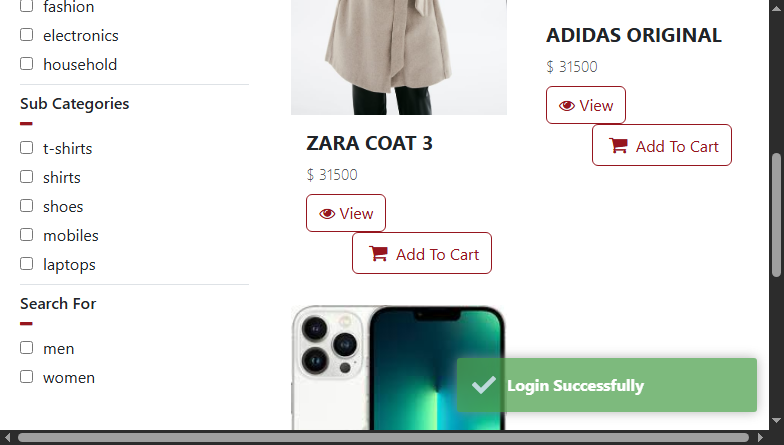 fashion
electronics
household
Sub Categories
t-shirts
shirts
shoes
mobiles
laptops
Search For
men
women
ZARA COAT 3
$ 31500
View
Add To Cart
ADIDAS ORIGINAL
$ 31500
View
Add To Cart
Login Successfully